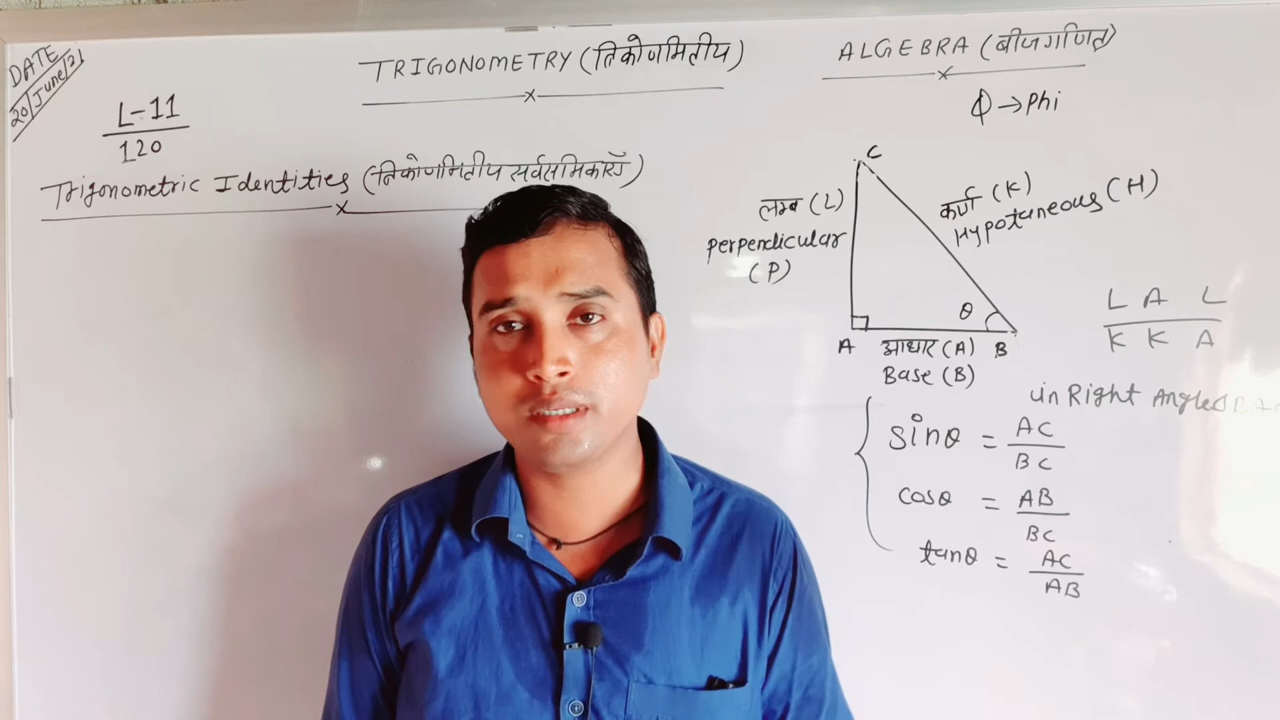 DATE
20/June/21
TRIGONOMETRY (त्रिकोणमितीय)
ALGEBRA (बीजगणित)
L-11
120
Φ → Phi
Trigonometric Identities (त्रिकोणमितीय सर्वसमिकाएँ)
C
लम्ब (L)
perpendicular
(P)
कर्ण (K)
Hypotaneous (H)
θ
A
B
आधार (A)
Base (B)
L A L
K K A
in Right Angled
sinθ = AC
BC
cosθ = AB
BC
tanθ = AC
AB